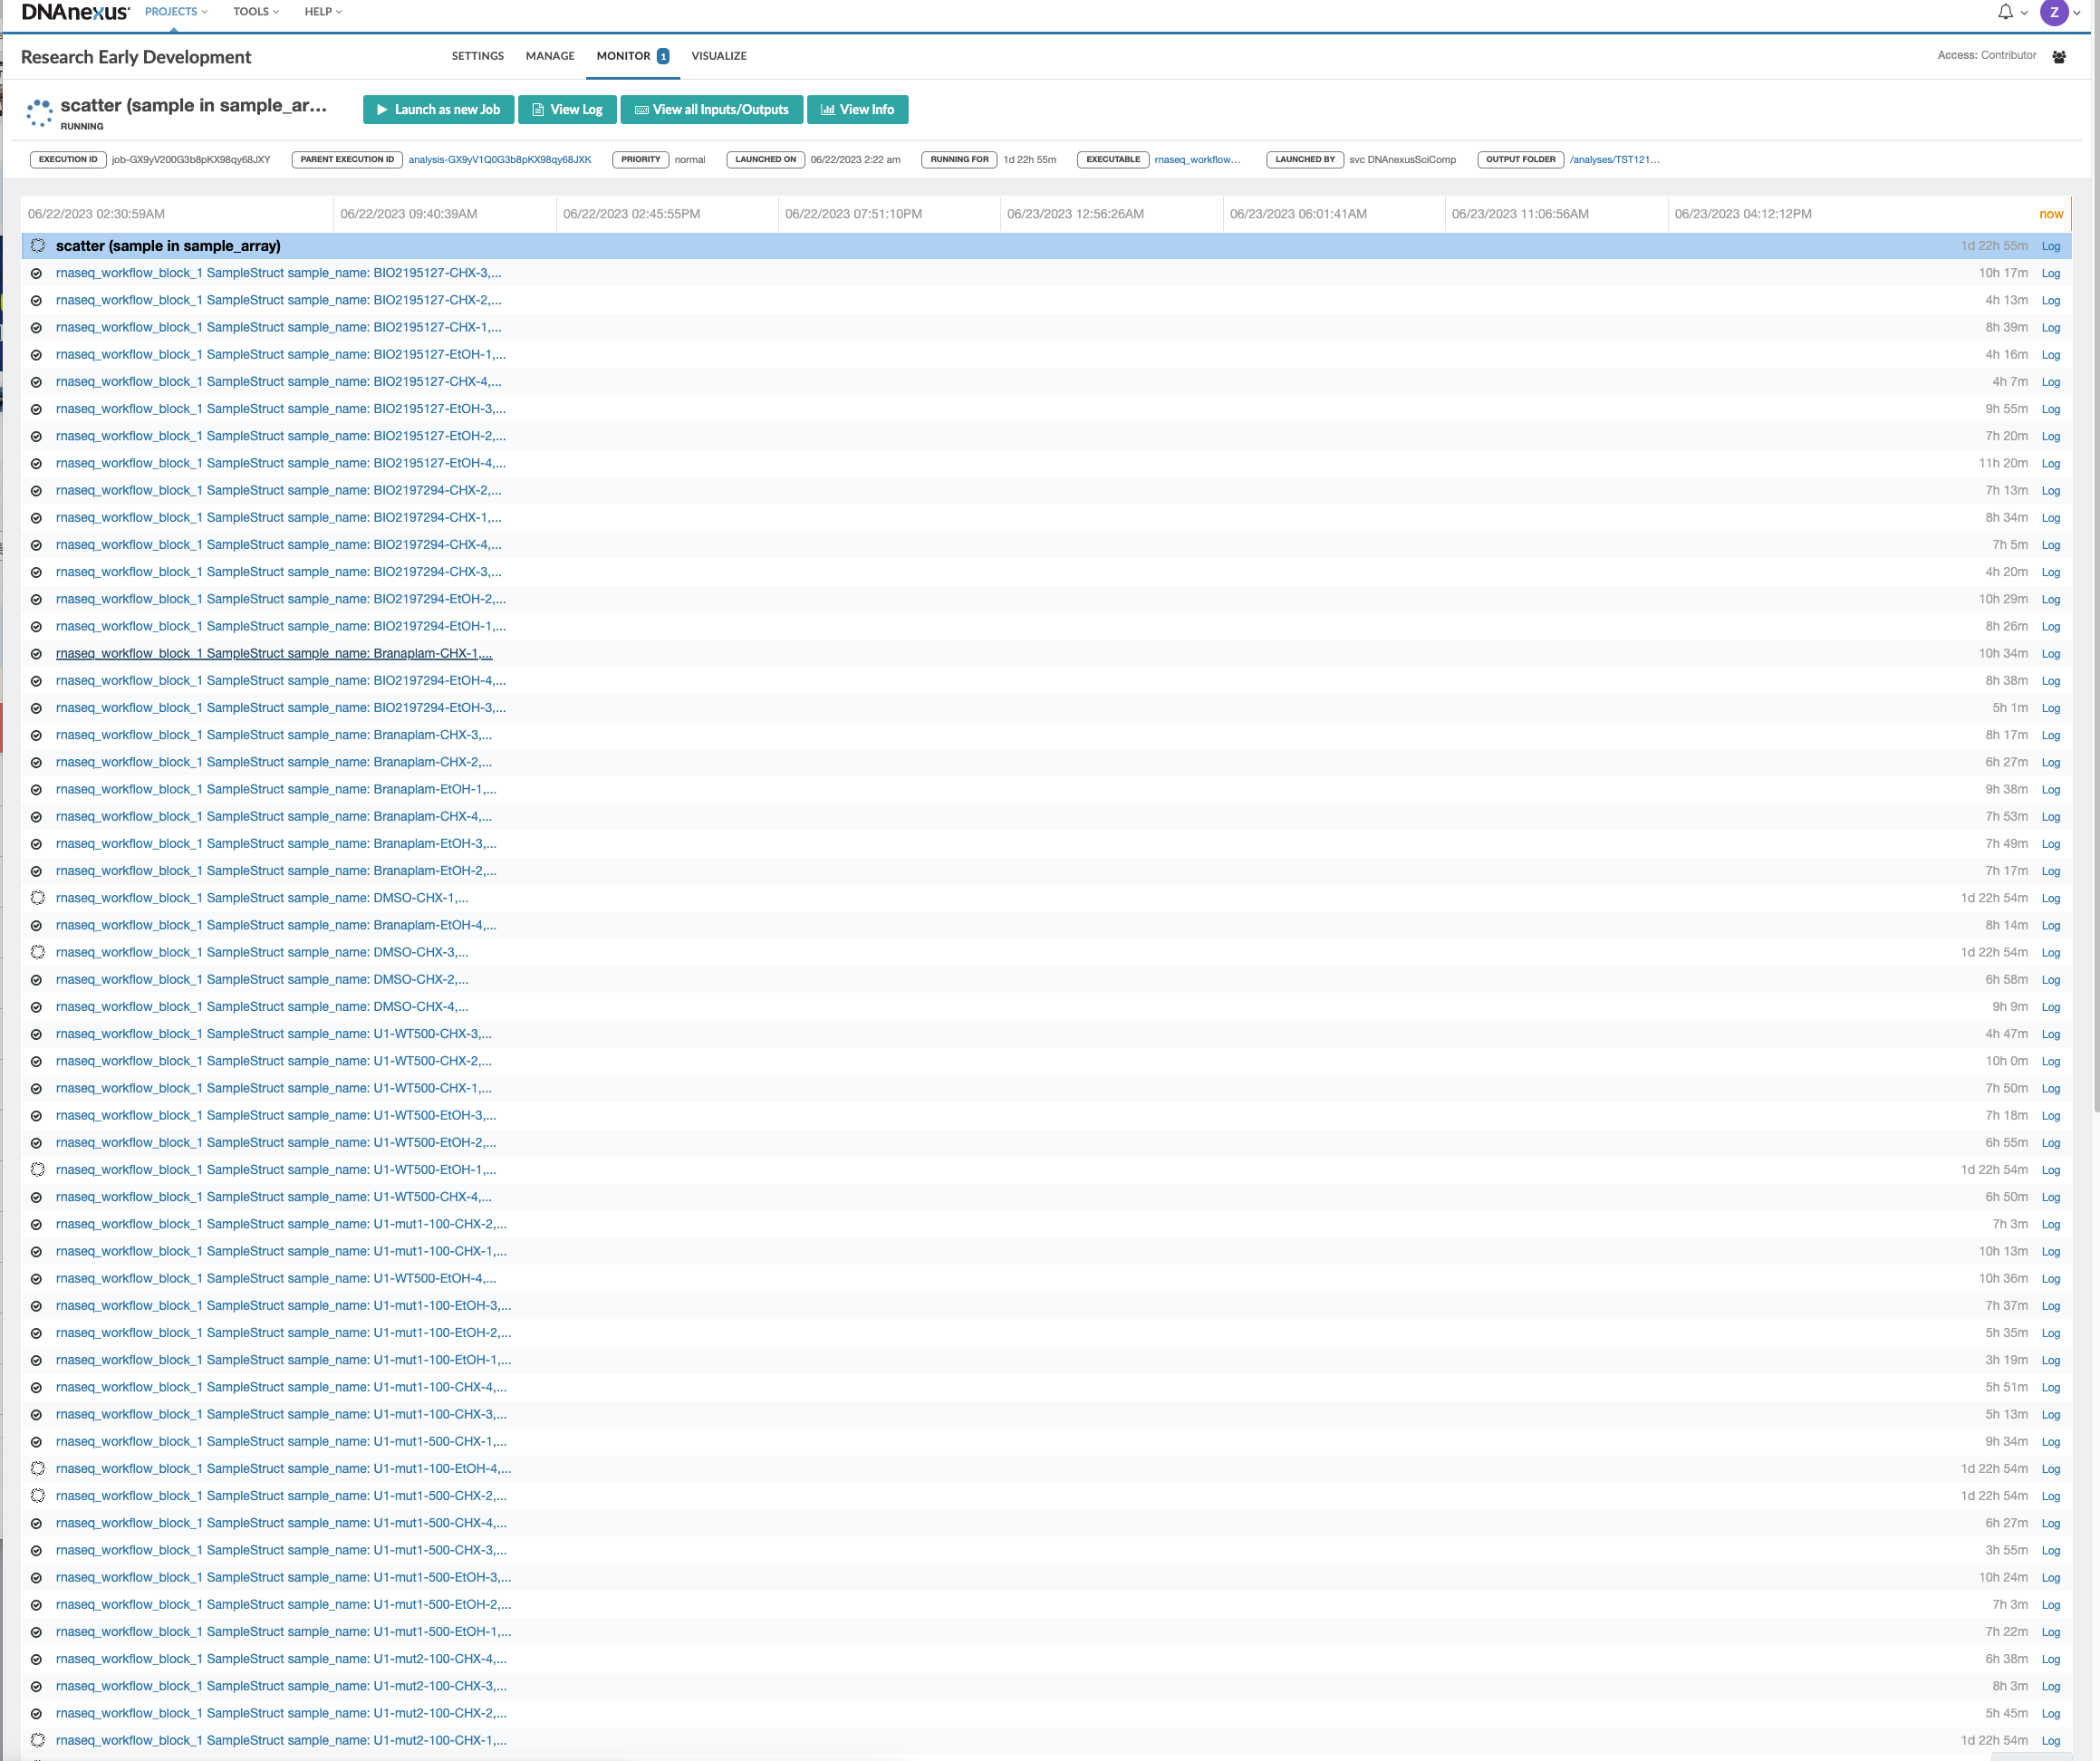 DNAnexus PROJECTS TOOLS HELP Z
Research Early Development SETTINGS MANAGE MONITOR 1 VISUALIZE Access: Contributor
scatter (sample in sample_ar... Launch as new Job View Log View all Inputs/Outputs View Info
RUNNING
EXECUTION ID job-GX9yV200G3b8pKX98qy68JXY PARENT EXECUTION ID analysis-GX9yV1Q0G3b8pKX98qy68JXK PRIORITY normal LAUNCHED ON 06/22/2023 2:22 am RUNNING FOR 1d 22h 55m EXECUTABLE rnaseq_workflow... LAUNCHED BY svc DNAnexusSciComp OUTPUT FOLDER /analyses/TST121...
06/22/2023 02:30:59AM 06/22/2023 09:40:39AM 06/22/2023 02:45:55PM 06/22/2023 07:51:10PM 06/23/2023 12:56:26AM 06/23/2023 06:01:41AM 06/23/2023 11:06:56AM 06/23/2023 04:12:12PM now
scatter (sample in sample_array) 1d 22h 55m Log
rnaseq_workflow_block_1 SampleStruct sample_name: BIO2195127-CHX-3,... 10h 17m Log
rnaseq_workflow_block_1 SampleStruct sample_name: BIO2195127-CHX-2,... 4h 13m Log
rnaseq_workflow_block_1 SampleStruct sample_name: BIO2195127-CHX-1,... 8h 39m Log
rnaseq_workflow_block_1 SampleStruct sample_name: BIO2195127-EtOH-1,... 4h 16m Log
rnaseq_workflow_block_1 SampleStruct sample_name: BIO2195127-CHX-4,... 4h 7m Log
rnaseq_workflow_block_1 SampleStruct sample_name: BIO2195127-EtOH-3,... 9h 55m Log
rnaseq_workflow_block_1 SampleStruct sample_name: BIO2195127-EtOH-2,... 7h 20m Log
rnaseq_workflow_block_1 SampleStruct sample_name: BIO2195127-EtOH-4,... 11h 20m Log
rnaseq_workflow_block_1 SampleStruct sample_name: BIO2197294-CHX-2,... 7h 13m Log
rnaseq_workflow_block_1 SampleStruct sample_name: BIO2197294-CHX-1,... 8h 34m Log
rnaseq_workflow_block_1 SampleStruct sample_name: BIO2197294-CHX-4,... 7h 5m Log
rnaseq_workflow_block_1 SampleStruct sample_name: BIO2197294-CHX-3,... 4h 20m Log
rnaseq_workflow_block_1 SampleStruct sample_name: BIO2197294-EtOH-2,... 10h 29m Log
rnaseq_workflow_block_1 SampleStruct sample_name: BIO2197294-EtOH-1,... 8h 26m Log
rnaseq_workflow_block_1 SampleStruct sample_name: Branaplam-CHX-1,... 10h 34m Log
rnaseq_workflow_block_1 SampleStruct sample_name: BIO2197294-EtOH-4,... 8h 38m Log
rnaseq_workflow_block_1 SampleStruct sample_name: BIO2197294-EtOH-3,... 5h 1m Log
rnaseq_workflow_block_1 SampleStruct sample_name: Branaplam-CHX-3,... 8h 17m Log
rnaseq_workflow_block_1 SampleStruct sample_name: Branaplam-CHX-2,... 6h 27m Log
rnaseq_workflow_block_1 SampleStruct sample_name: Branaplam-EtOH-1,... 9h 38m Log
rnaseq_workflow_block_1 SampleStruct sample_name: Branaplam-CHX-4,... 7h 53m Log
rnaseq_workflow_block_1 SampleStruct sample_name: Branaplam-EtOH-3,... 7h 49m Log
rnaseq_workflow_block_1 SampleStruct sample_name: Branaplam-EtOH-2,... 7h 17m Log
rnaseq_workflow_block_1 SampleStruct sample_name: DMSO-CHX-1,... 1d 22h 54m Log
rnaseq_workflow_block_1 SampleStruct sample_name: Branaplam-EtOH-4,... 8h 14m Log
rnaseq_workflow_block_1 SampleStruct sample_name: DMSO-CHX-3,... 1d 22h 54m Log
rnaseq_workflow_block_1 SampleStruct sample_name: DMSO-CHX-2,... 6h 58m Log
rnaseq_workflow_block_1 SampleStruct sample_name: DMSO-CHX-4,... 9h 9m Log
rnaseq_workflow_block_1 SampleStruct sample_name: U1-WT500-CHX-3,... 4h 47m Log
rnaseq_workflow_block_1 SampleStruct sample_name: U1-WT500-CHX-2,... 10h 0m Log
rnaseq_workflow_block_1 SampleStruct sample_name: U1-WT500-CHX-1,... 7h 50m Log
rnaseq_workflow_block_1 SampleStruct sample_name: U1-WT500-EtOH-3,... 7h 18m Log
rnaseq_workflow_block_1 SampleStruct sample_name: U1-WT500-EtOH-2,... 6h 55m Log
rnaseq_workflow_block_1 SampleStruct sample_name: U1-WT500-EtOH-1,... 1d 22h 54m Log
rnaseq_workflow_block_1 SampleStruct sample_name: U1-WT500-CHX-4,... 6h 50m Log
rnaseq_workflow_block_1 SampleStruct sample_name: U1-mut1-100-CHX-2,... 7h 3m Log
rnaseq_workflow_block_1 SampleStruct sample_name: U1-mut1-100-CHX-1,... 10h 13m Log
rnaseq_workflow_block_1 SampleStruct sample_name: U1-WT500-EtOH-4,... 10h 36m Log
rnaseq_workflow_block_1 SampleStruct sample_name: U1-mut1-100-EtOH-3,... 7h 37m Log
rnaseq_workflow_block_1 SampleStruct sample_name: U1-mut1-100-EtOH-2,... 5h 35m Log
rnaseq_workflow_block_1 SampleStruct sample_name: U1-mut1-100-EtOH-1,... 3h 19m Log
rnaseq_workflow_block_1 SampleStruct sample_name: U1-mut1-100-CHX-4,... 5h 51m Log
rnaseq_workflow_block_1 SampleStruct sample_name: U1-mut1-100-CHX-3,... 5h 13m Log
rnaseq_workflow_block_1 SampleStruct sample_name: U1-mut1-500-CHX-1,... 9h 34m Log
rnaseq_workflow_block_1 SampleStruct sample_name: U1-mut1-100-EtOH-4,... 1d 22h 54m Log
rnaseq_workflow_block_1 SampleStruct sample_name: U1-mut1-500-CHX-2,... 1d 22h 54m Log
rnaseq_workflow_block_1 SampleStruct sample_name: U1-mut1-500-CHX-4,... 6h 27m Log
rnaseq_workflow_block_1 SampleStruct sample_name: U1-mut1-500-CHX-3,... 3h 55m Log
rnaseq_workflow_block_1 SampleStruct sample_name: U1-mut1-500-EtOH-3,... 10h 24m Log
rnaseq_workflow_block_1 SampleStruct sample_name: U1-mut1-500-EtOH-2,... 7h 3m Log
rnaseq_workflow_block_1 SampleStruct sample_name: U1-mut1-500-EtOH-1,... 7h 22m Log
rnaseq_workflow_block_1 SampleStruct sample_name: U1-mut2-100-CHX-4,... 6h 38m Log
rnaseq_workflow_block_1 SampleStruct sample_name: U1-mut2-100-CHX-3,... 8h 3m Log
rnaseq_workflow_block_1 SampleStruct sample_name: U1-mut2-100-CHX-2,... 5h 45m Log
rnaseq_workflow_block_1 SampleStruct sample_name: U1-mut2-100-CHX-1,... 1d 22h 54m Log